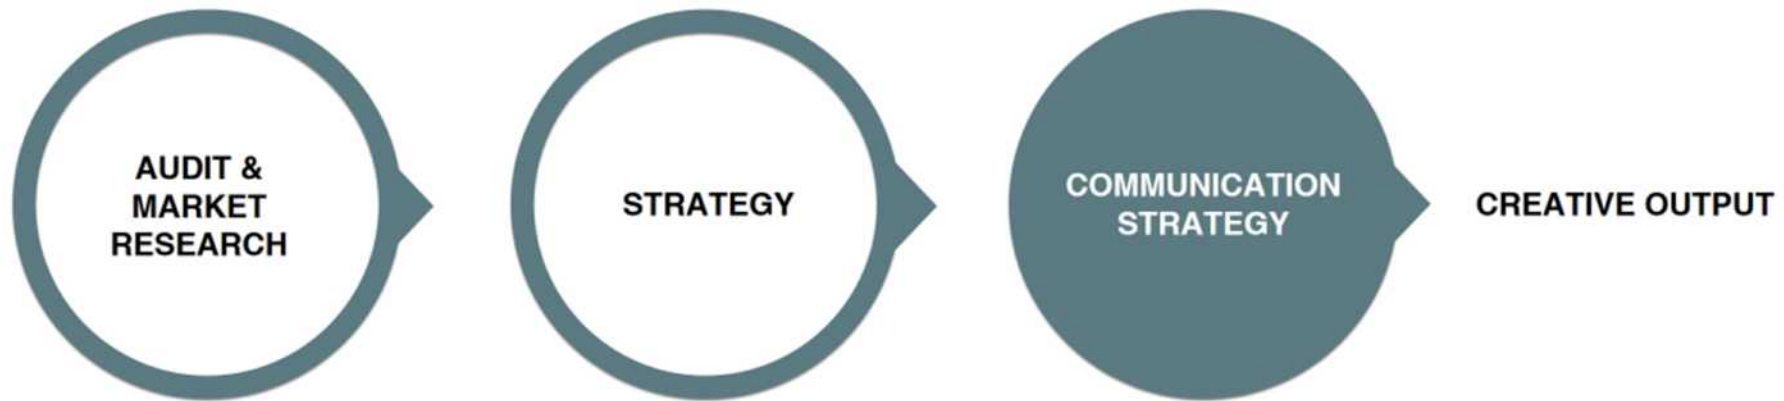 AUDIT &
MARKET
RESEARCH
STRATEGY
COMMUNICATION
STRATEGY
CREATIVE OUTPUT